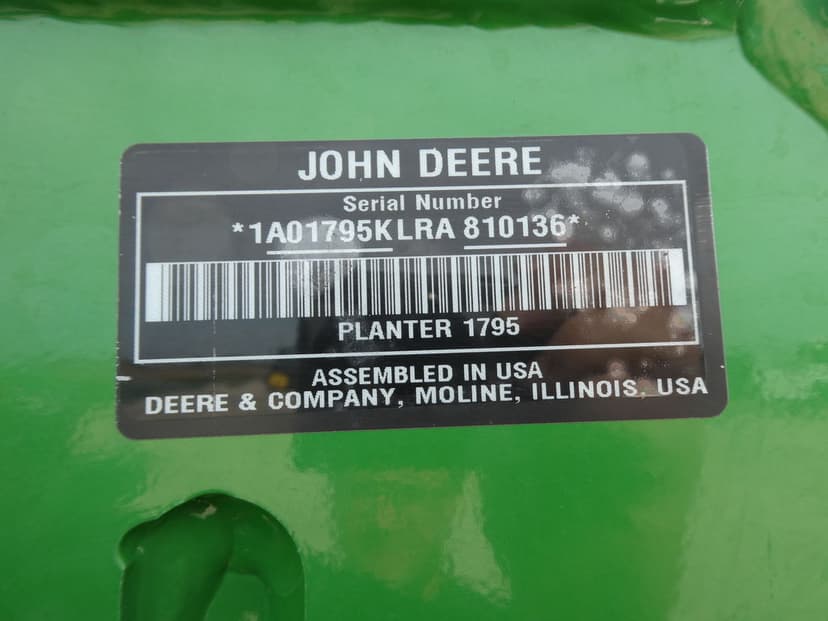 JOHN DEERE
Serial Number
*1A01795KLRA 810136*
PLANTER 1795
ASSEMBLED IN USA
DEERE & COMPANY, MOLINE, ILLINOIS, USA